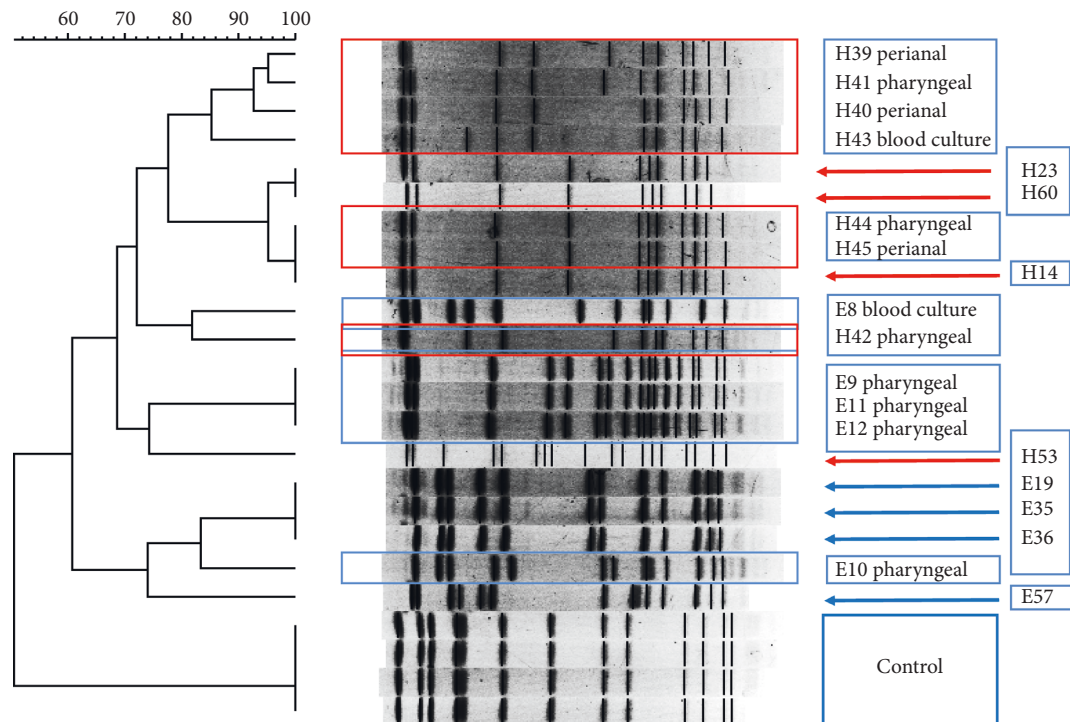 60 70 80 90 100
H39 perianal
H41 pharyngeal
H40 perianal
H43 blood culture
H23
H60
H44 pharyngeal
H45 perianal
H14
E8 blood culture
H42 pharyngeal
E9 pharyngeal
E11 pharyngeal
E12 pharyngeal
H53
E19
E35
E36
E10 pharyngeal
E57
Control